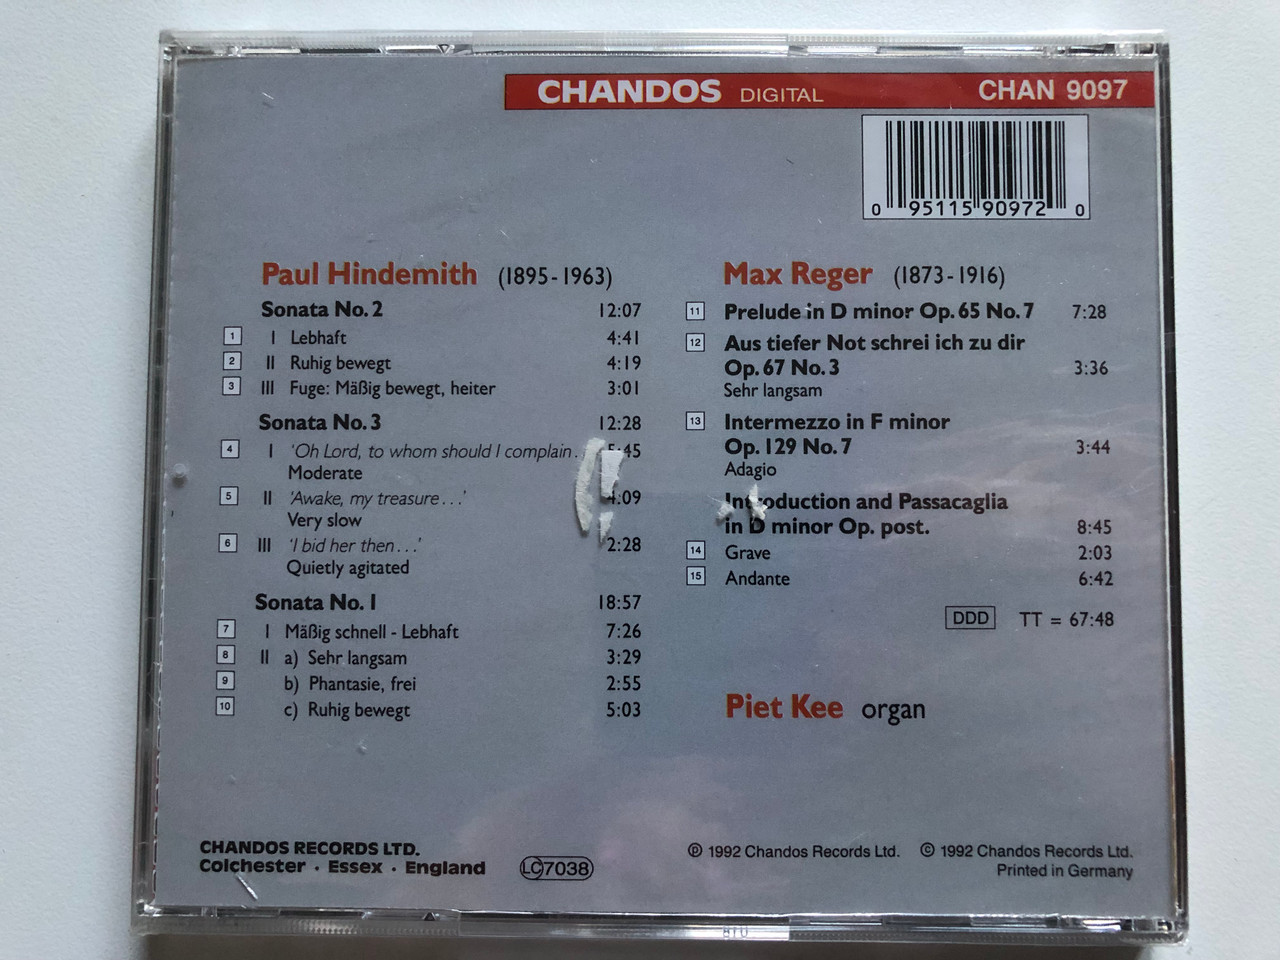 CHANDOS DIGITAL CHAN 9097
0 95115 90972 0
Paul Hindemith (1895-1963)
Sonata No. 2 12:07
1 I Lebhaft 4:41
2 II Ruhig bewegt 4:19
3 III Fuge: Mäßig bewegt, heiter 3:01
Sonata No. 3 12:28
4 I 'Oh Lord, to whom should I complain. 5:45
Moderate
5 II 'Awake, my treasure...' 4:09
Very slow
6 III 'I bid her then...' 2:28
Quietly agitated
Sonata No. 1 18:57
7 I Mäßig schnell - Lebhaft 7:26
8 II a) Sehr langsam 3:29
9 b) Phantasie, frei 2:55
10 c) Ruhig bewegt 5:03
Max Reger (1873-1916)
11 Prelude in D minor Op. 65 No. 7 7:28
12 Aus tiefer Not schrei ich zu dir
Op. 67 No. 3 3:36
Sehr langsam
13 Intermezzo in F minor
Op. 129 No. 7 3:44
Adagio
Introduction and Passacaglia
in D minor Op. post. 8:45
14 Grave 2:03
15 Andante 6:42
DDD TT = 67:48
Piet Kee organ
CHANDOS RECORDS LTD.
Colchester · Essex · England
LC 7038
℗ 1992 Chandos Records Ltd. © 1992 Chandos Records Ltd.
Printed in Germany